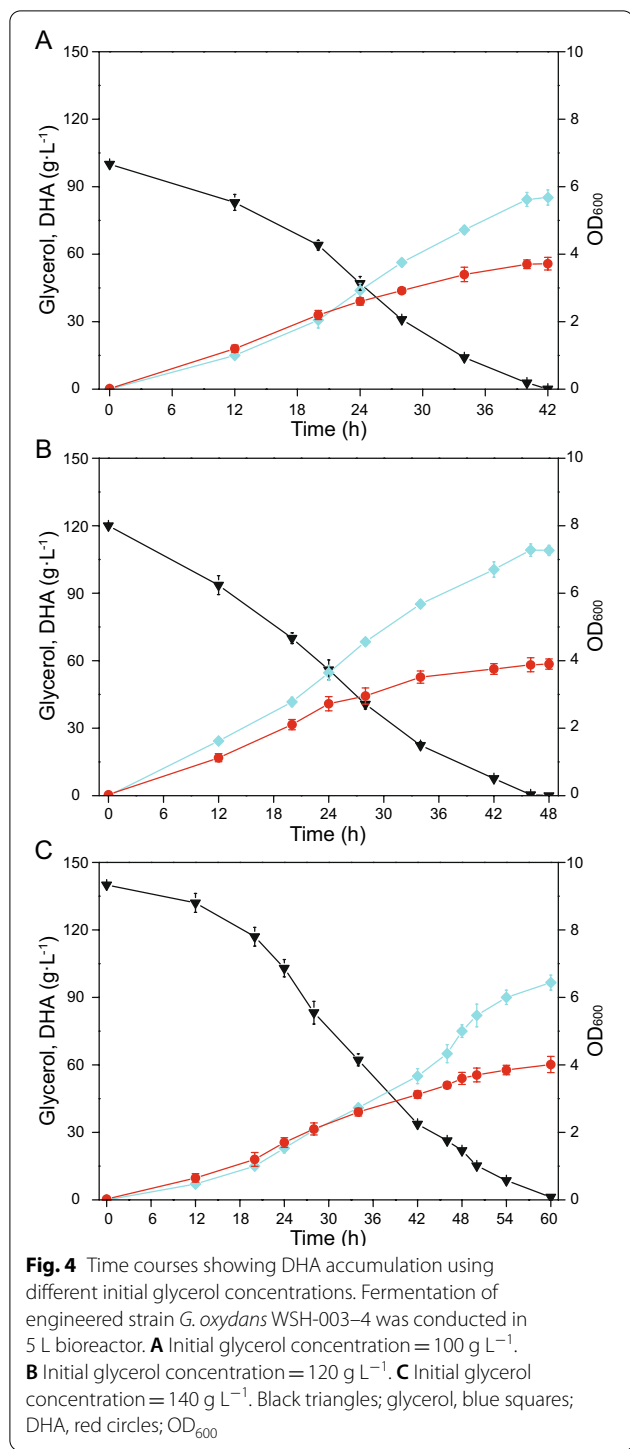 A
150
120
90
60
30
0
Glycerol, DHA (g·L⁻¹)
10
8
6
4
2
0
OD₆₀₀
0 6 12 18 24 30 36 42
Time (h)
B
150
120
90
60
30
0
Glycerol, DHA (g·L⁻¹)
10
8
6
4
2
0
OD₆₀₀
0 6 12 18 24 30 36 42 48
Time (h)
C
150
120
90
60
30
0
Glycerol, DHA (g·L⁻¹)
10
8
6
4
2
0
OD₆₀₀
0 6 12 18 24 30 36 42 48 54 60
Time (h)
Fig. 4 Time courses showing DHA accumulation using
different initial glycerol concentrations. Fermentation of
engineered strain G. oxydans WSH-003–4 was conducted in
5 L bioreactor. A Initial glycerol concentration = 100 g L⁻¹.
B Initial glycerol concentration = 120 g L⁻¹. C Initial glycerol
concentration = 140 g L⁻¹. Black triangles; glycerol, blue squares;
DHA, red circles; OD₆₀₀